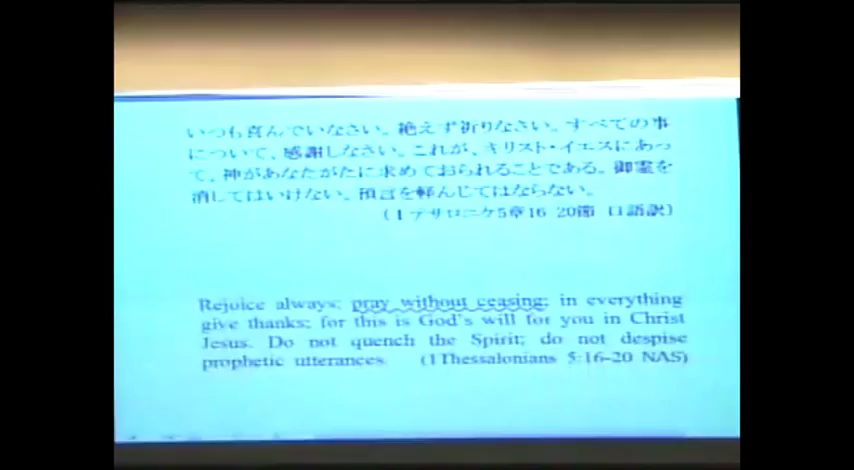 いつも喜んでいなさい。絶えず祈りなさい。すべての事
について、感謝しなさい。これが、キリスト・イエスにあっ
て、神があなたがたに求めておられることである。御霊を
消してはいけない。預言を軽んじてはならない。
(Iテサロニケ5章16 20節 口語訳)
Rejoice always; pray without ceasing; in everything
give thanks; for this is God's will for you in Christ
Jesus. Do not quench the Spirit; do not despise
prophetic utterances. (1Thessalonians 5:16-20 NAS)